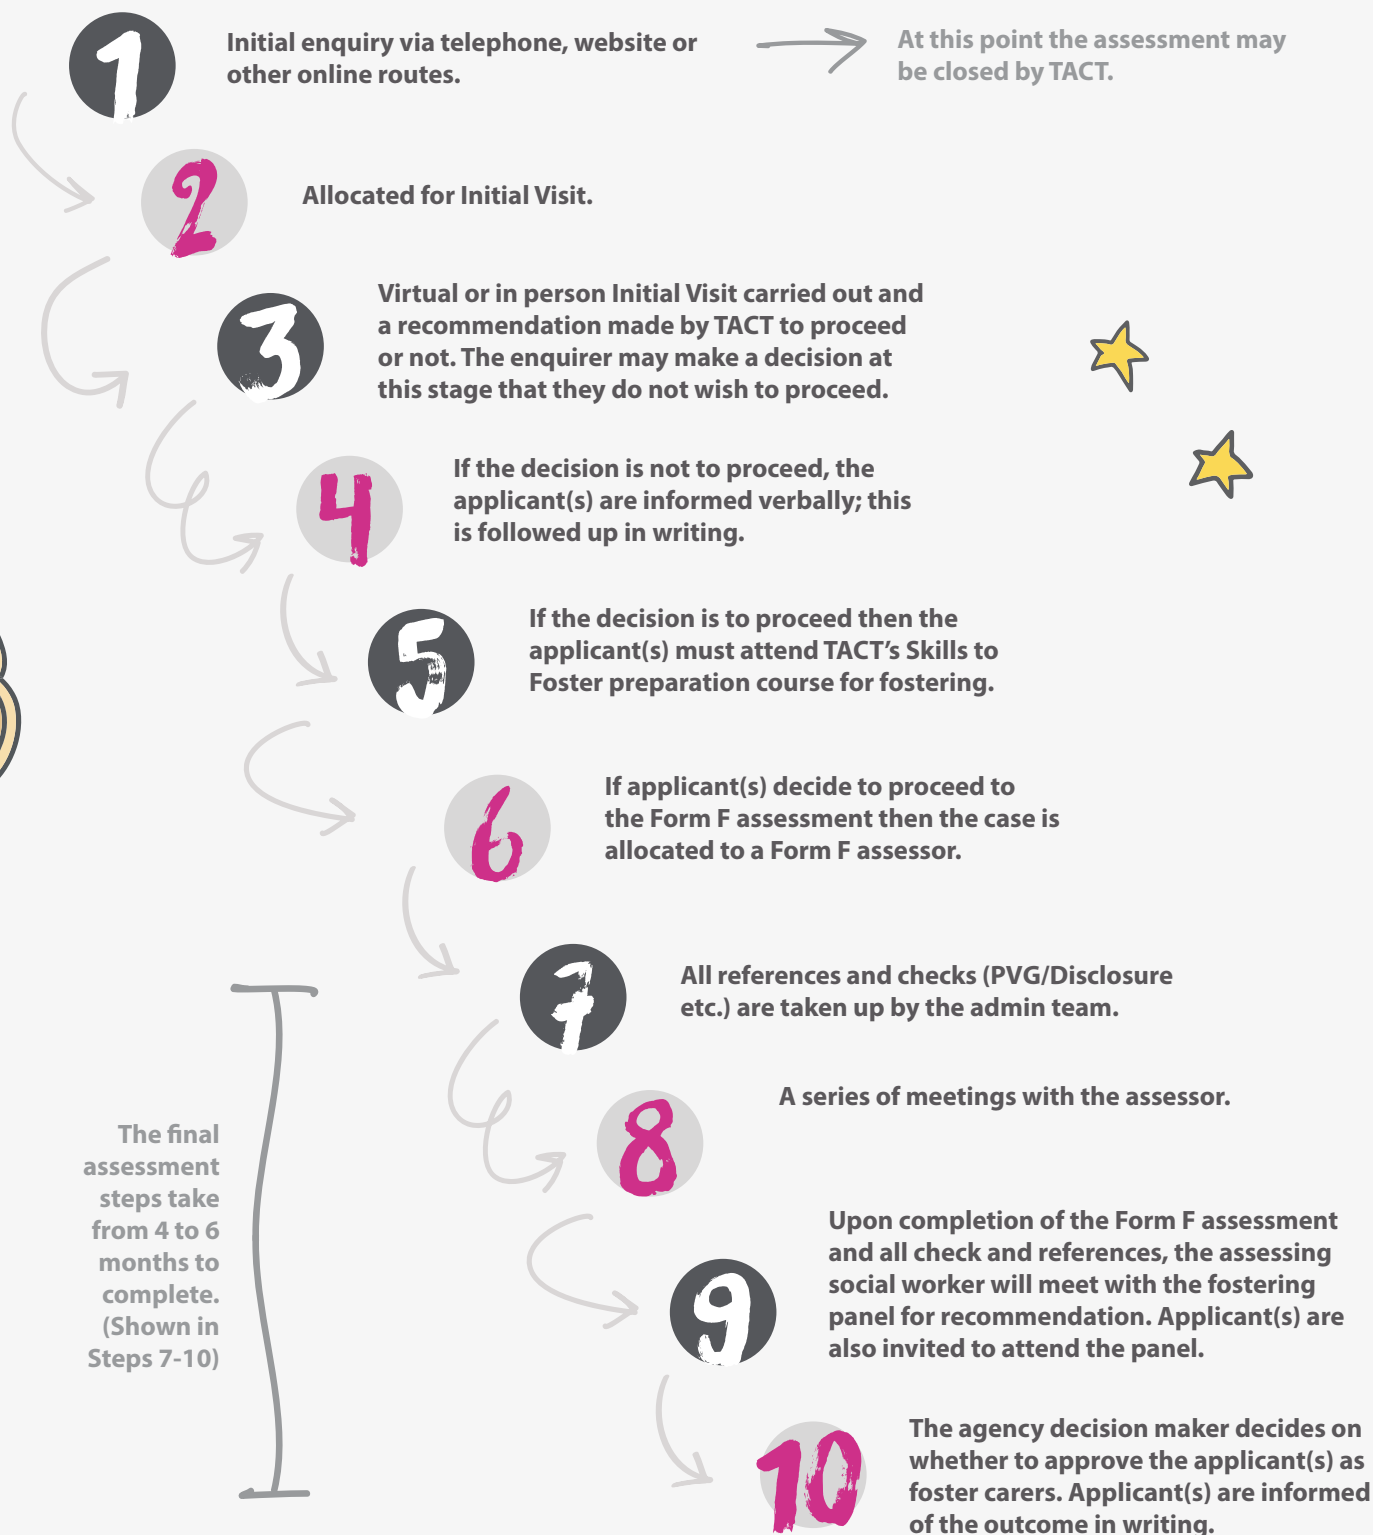 1
Initial enquiry via telephone, website or
other online routes.
At this point the assessment may
be closed by TACT.
2
Allocated for Initial Visit.
3
Virtual or in person Initial Visit carried out and
a recommendation made by TACT to proceed
or not. The enquirer may make a decision at
this stage that they do not wish to proceed.
4
If the decision is not to proceed, the
applicant(s) are informed verbally; this
is followed up in writing.
5
If the decision is to proceed then the
applicant(s) must attend TACT’s Skills to
Foster preparation course for fostering.
6
If applicant(s) decide to proceed to
the Form F assessment then the case is
allocated to a Form F assessor.
7
All references and checks (PVG/Disclosure
etc.) are taken up by the admin team.
8
A series of meetings with the assessor.
The final
assessment
steps take
from 4 to 6
months to
complete.
(Shown in
Steps 7-10)
9
Upon completion of the Form F assessment
and all check and references, the assessing
social worker will meet with the fostering
panel for recommendation. Applicant(s) are
also invited to attend the panel.
10
The agency decision maker decides on
whether to approve the applicant(s) as
foster carers. Applicant(s) are informed
of the outcome in writing.